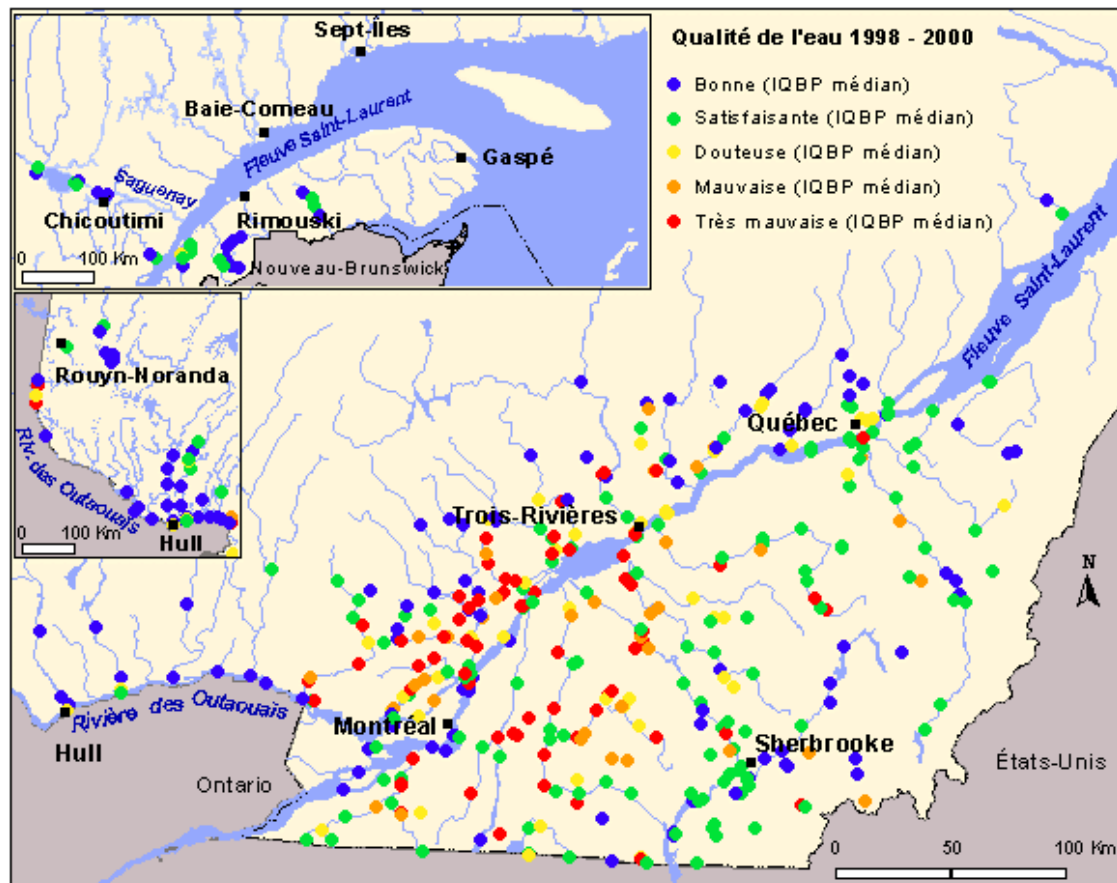 Sept-Îles
Baie-Comeau
Fleuve Saint-Laurent
Gaspé
Saguenay
Chicoutimi
Rimouski
0 100 Km
Nouveau-Brunswick
Qualité de l'eau 1998 - 2000
Bonne (IQBP médian)
Satisfaisante (IQBP médian)
Douteuse (IQBP médian)
Mauvaise (IQBP médian)
Très mauvaise (IQBP médian)
Rouyn-Noranda
Riv. des Outaouais
0 100 Km
Hull
Fleuve Saint-Laurent
Québec
Trois-Rivières
N
Rivière des Outaouais
Hull
Montréal
Sherbrooke
Ontario
États-Unis
0 50 100 Km